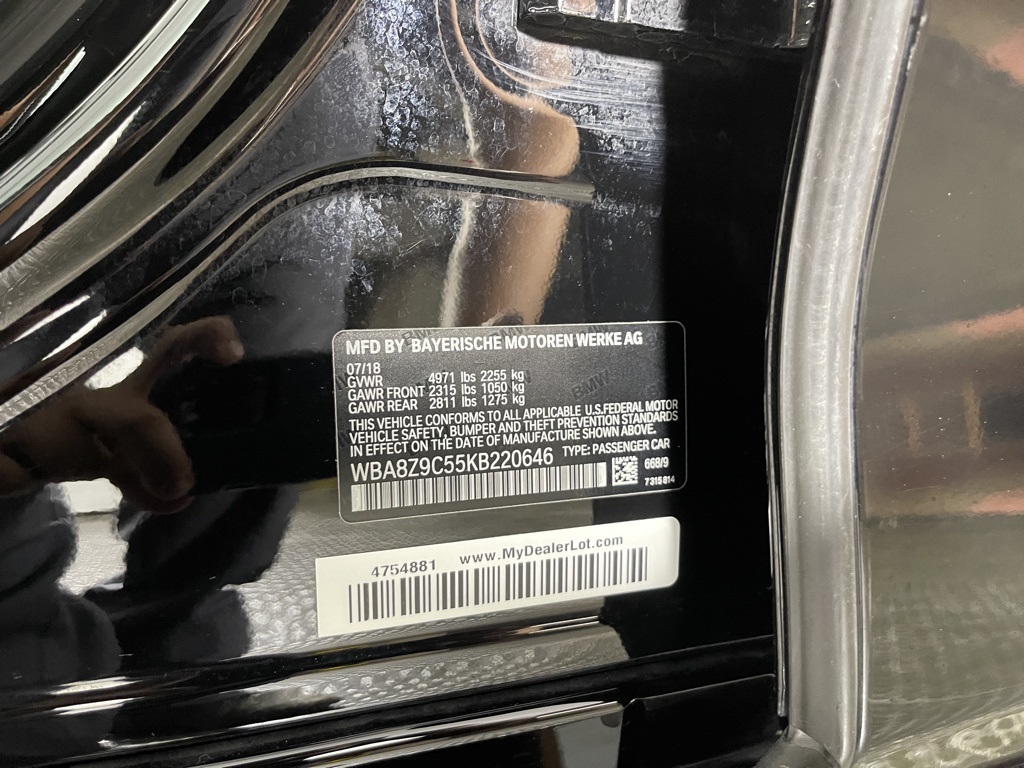 MFD BY BAYERISCHE MOTOREN WERKE AG
07/18
GVWR 4971 lbs 2255 kg
GAWR FRONT 2315 lbs 1050 kg
GAWR REAR 2811 lbs 1275 kg
THIS VEHICLE CONFORMS TO ALL APPLICABLE U.S.FEDERAL MOTOR
VEHICLE SAFETY, BUMPER AND THEFT PREVENTION STANDARDS
IN EFFECT ON THE DATE OF MANUFACTURE SHOWN ABOVE.
WBA8Z9C55KB220646 TYPE: PASSENGER CAR
668/9
7315814
4754881 www.MyDealerLot.com